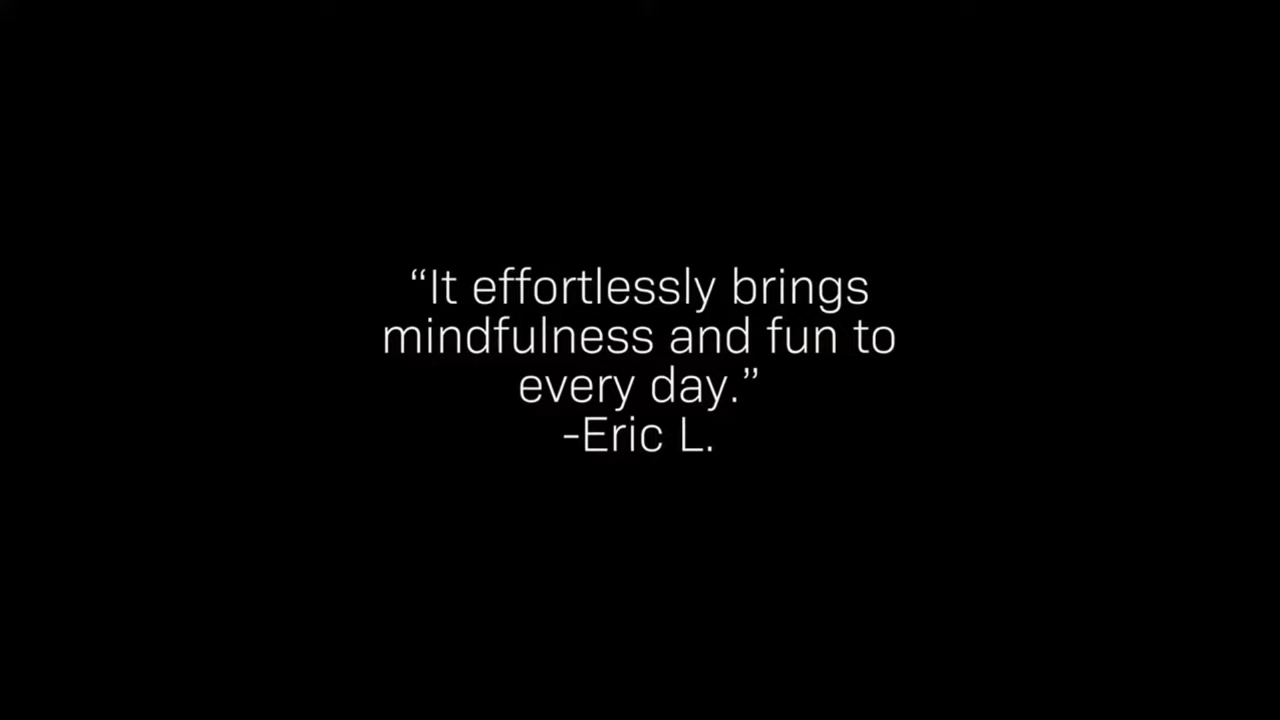 “It effortlessly brings
mindfulness and fun to
every day.”
-Eric L.